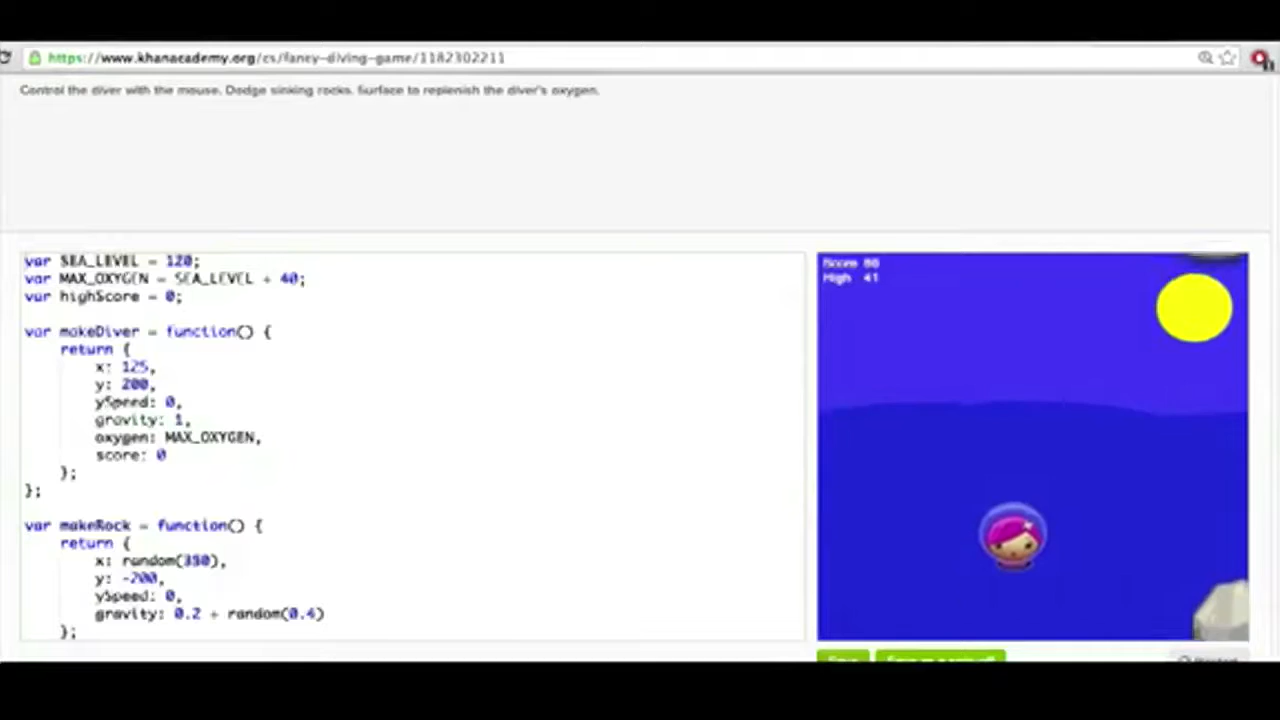 https://www.khanacademy.org/cs/fancy-diving-game/1182302211
Control the diver with the mouse. Dodge sinking rocks. Surface to replenish the diver's oxygen.
var SEA_LEVEL = 120;
var MAX_OXYGEN = SEA_LEVEL + 40;
var highScore = 0;
var makeDiver = function() {
return {
x: 125,
y: 200,
ySpeed: 0,
gravity: 1,
oxygen: MAX_OXYGEN,
score: 0
};
};
var makeRock = function() {
return {
x: random(350),
y: -200,
ySpeed: 0,
gravity: 0.2 + random(0.4)
};
Score
High 41